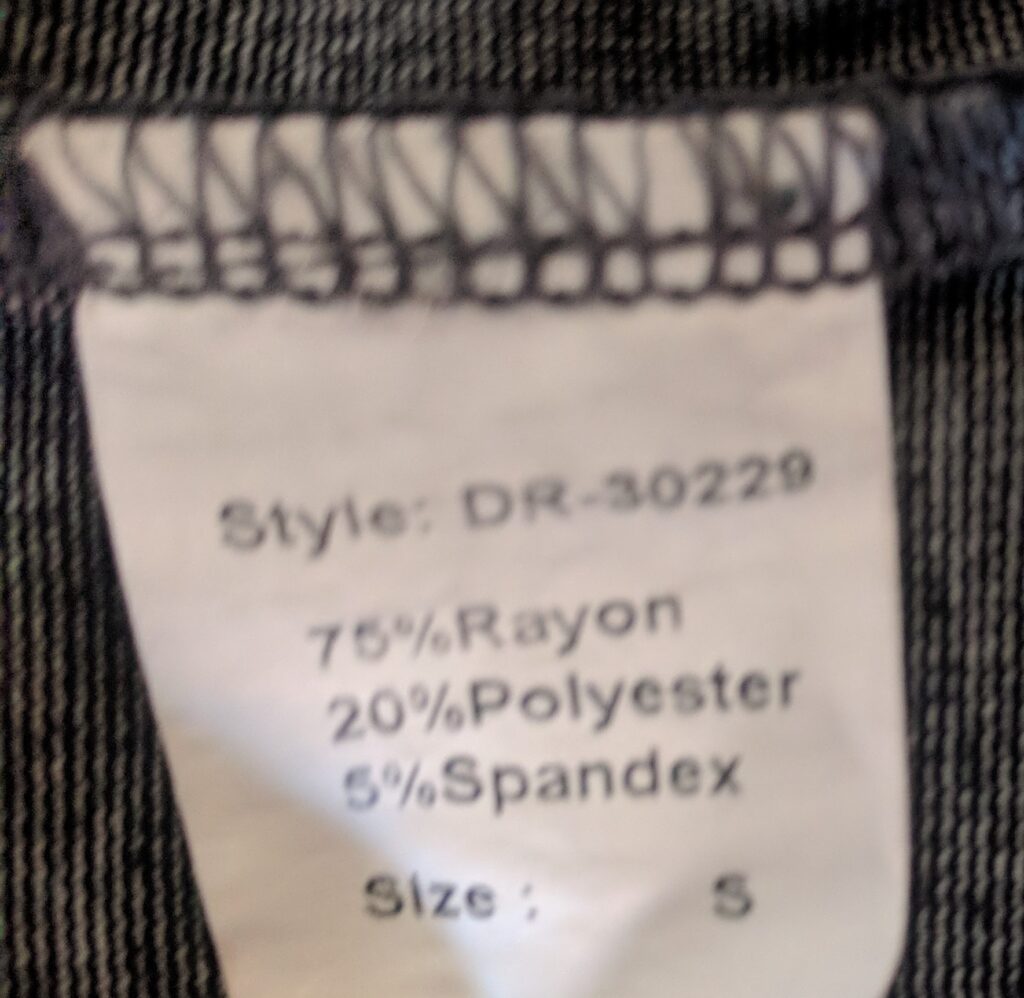 Style: DR-30229
75%Rayon
20%Polyester
5%Spandex
Size : S